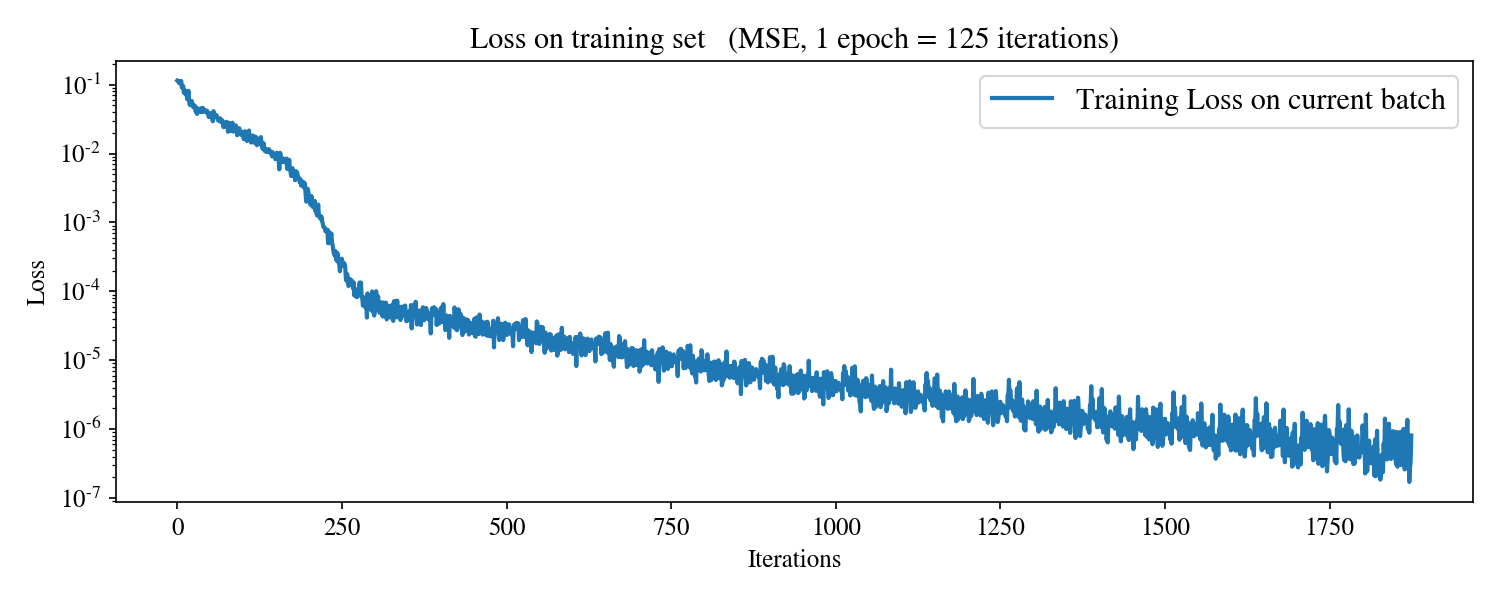 Loss on training set (MSE, 1 epoch = 125 iterations)
Training Loss on current batch
Loss
10-1
10-2
10-3
10-4
10-5
10-6
10-7
0 250 500 750 1000 1250 1500 1750
Iterations